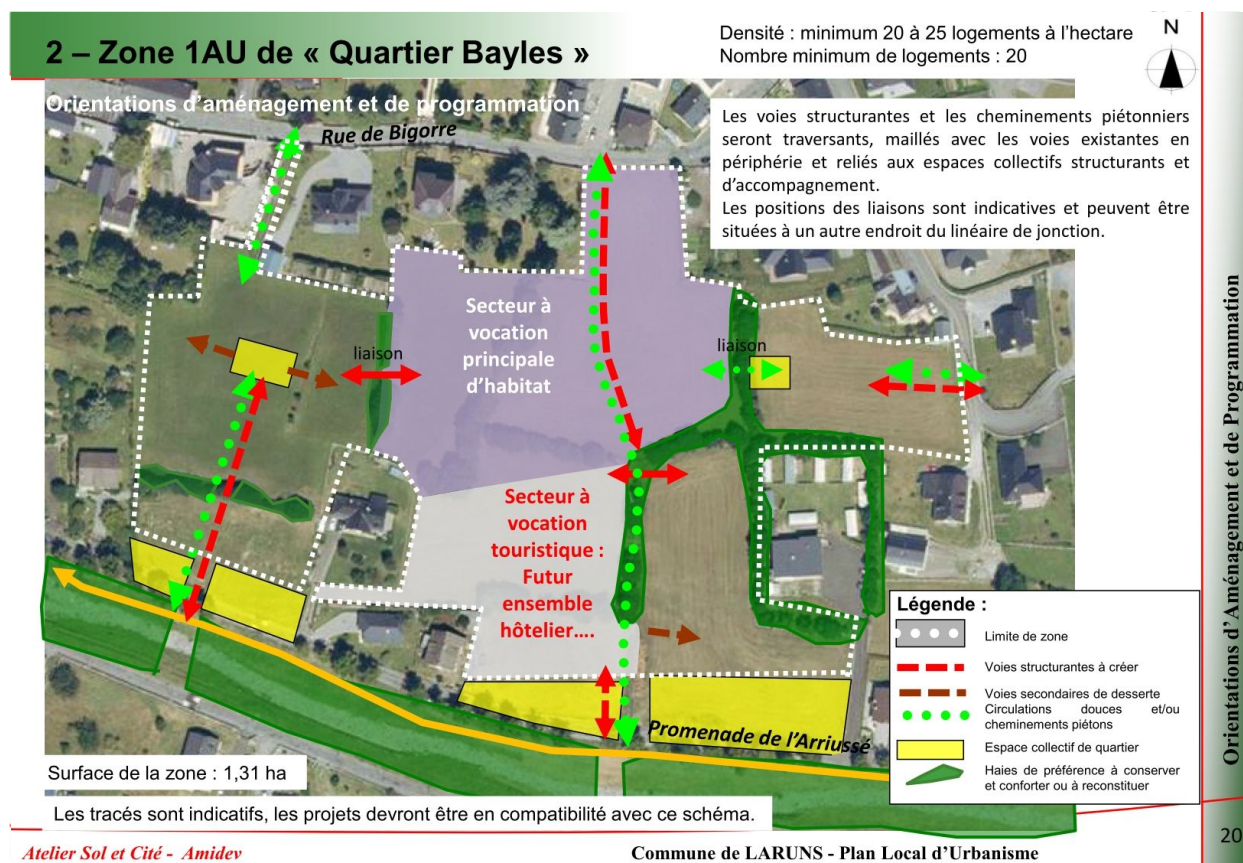 2 – Zone 1AU de « Quartier Bayles »
Densité : minimum 20 à 25 logements à l'hectare
Nombre minimum de logements : 20
N
Orientations d'aménagement et de programmation
Rue de Bigorre
Les voies structurantes et les cheminements piétonniers
seront traversants, maillés avec les voies existantes en
périphérie et reliés aux espaces collectifs structurants et
d'accompagnement.
Les positions des liaisons sont indicatives et peuvent être
situées à un autre endroit du linéaire de jonction.
Secteur à
vocation
principale
d'habitat
liaison
liaison
Secteur à
vocation
touristique :
Futur
ensemble
hôtelier....
Promenade de l'Arriussé
Légende :
Limite de zone
Voies structurantes à créer
Voies secondaires de desserte
Circulations douces et/ou
cheminements piétons
Espace collectif de quartier
Haies de préférence à conserver
et conforter ou à reconstituer
Surface de la zone : 1,31 ha
Les tracés sont indicatifs, les projets devront être en compatibilité avec ce schéma.
Orientations d'Aménagement et de Programmation
20
Atelier Sol et Cité - Amidev
Commune de LARUNS - Plan Local d'Urbanisme